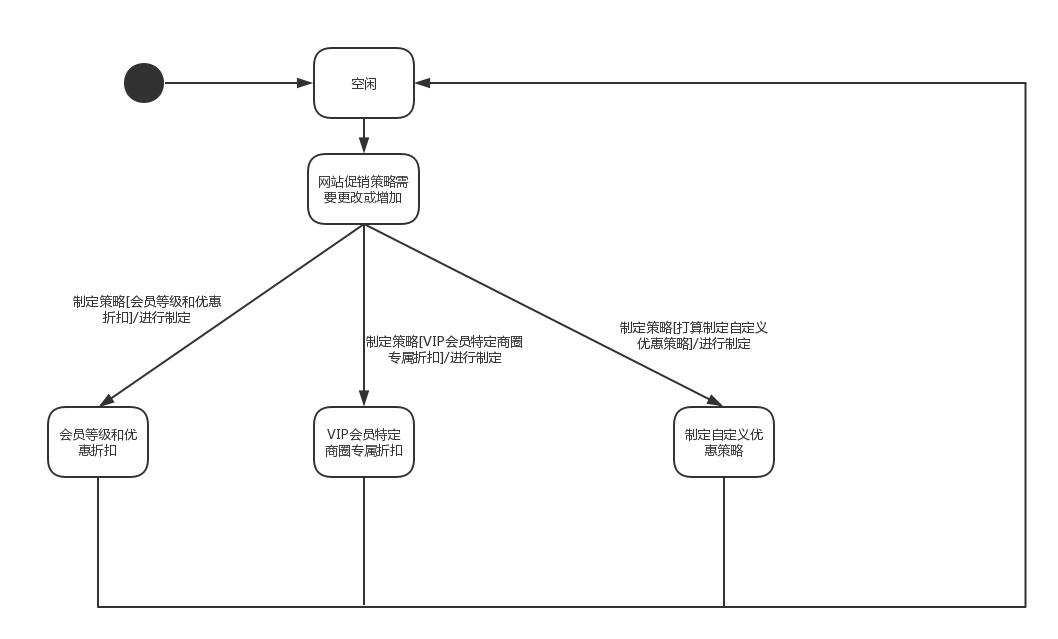 空闲
网站促销策略需
要更改或增加
制定策略[会员等级和优惠
折扣]/进行制定
制定策略[VIP会员特定商圈
专属折扣]/进行制定
制定策略[打算制定自定义
优惠策略]/进行制定
会员等级和优
惠折扣
VIP会员特定
商圈专属折扣
制定自定义优
惠策略